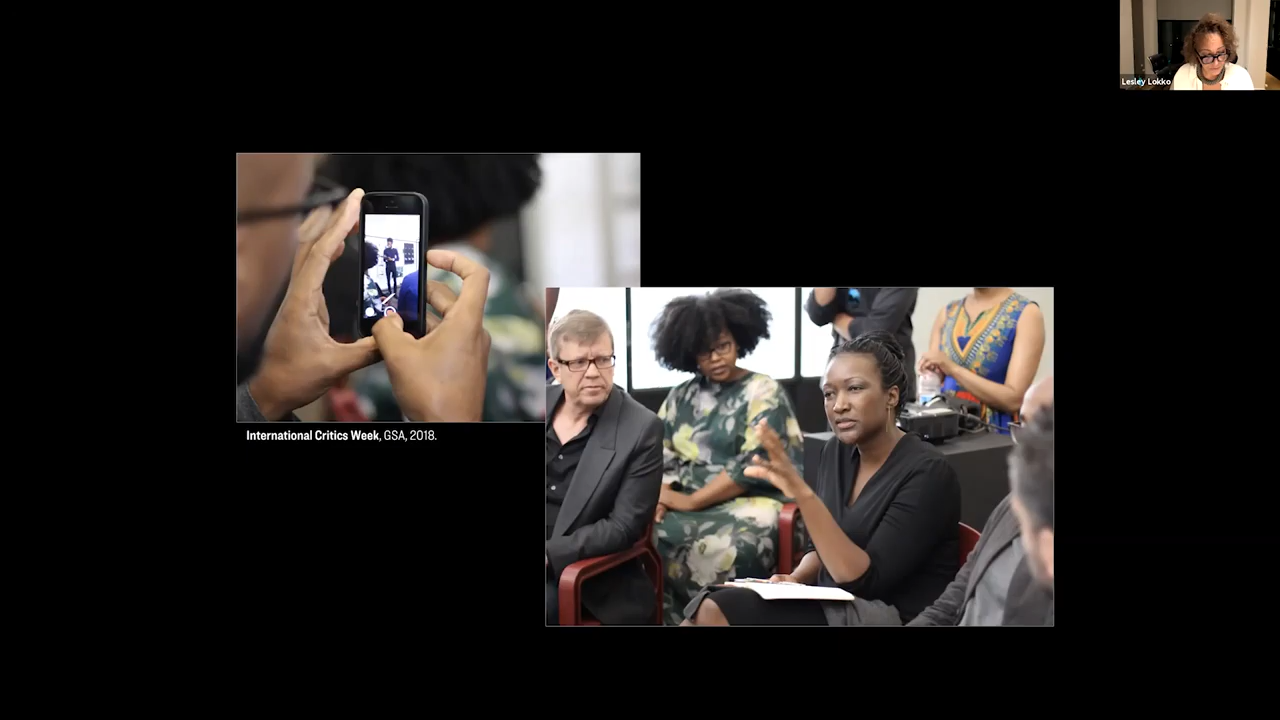 Lesley Lokko
International Critics Week, GSA, 2018.